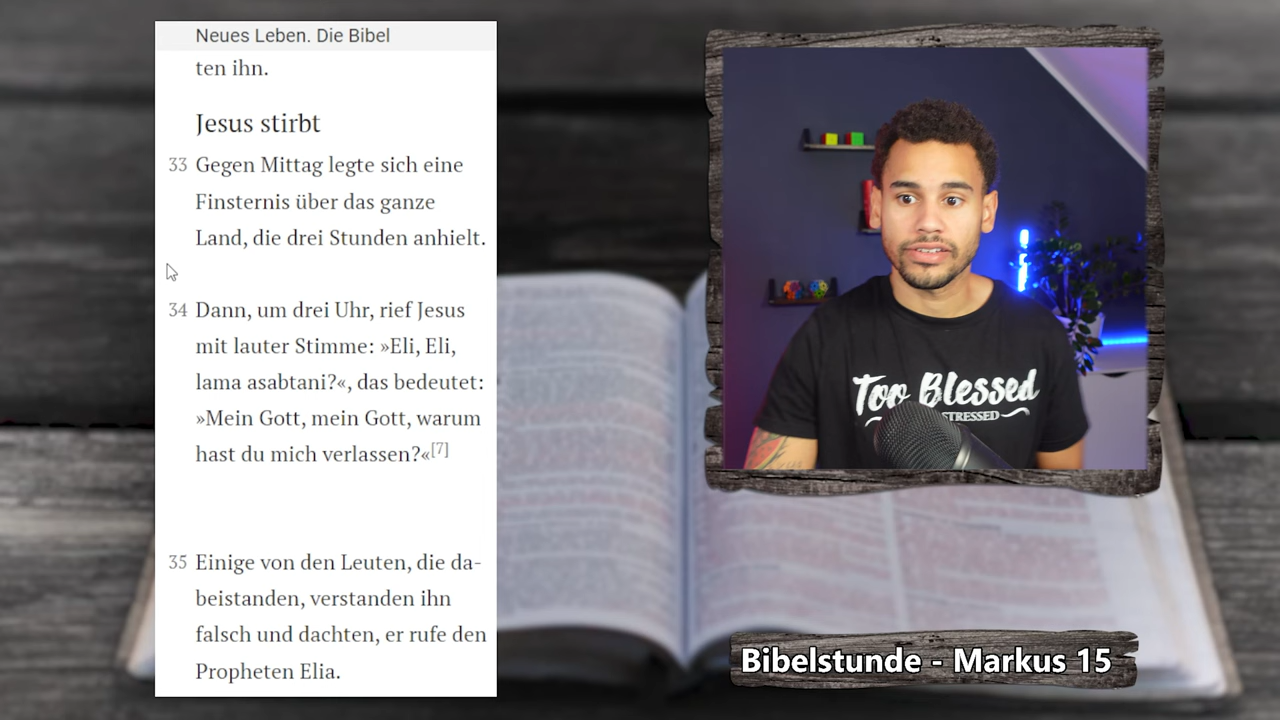 Neues Leben. Die Bibel
ten ihn.
Jesus stirbt
33 Gegen Mittag legte sich eine
Finsternis über das ganze
Land, die drei Stunden anhielt.
34 Dann, um drei Uhr, rief Jesus
mit lauter Stimme: »Eli, Eli,
lama asabtani?«, das bedeutet:
»Mein Gott, mein Gott, warum
hast du mich verlassen?«[7]
35 Einige von den Leuten, die da-
beistanden, verstanden ihn
falsch und dachten, er rufe den
Propheten Elia.
Too Blessed
STRESSED
Bibelstunde - Markus 15